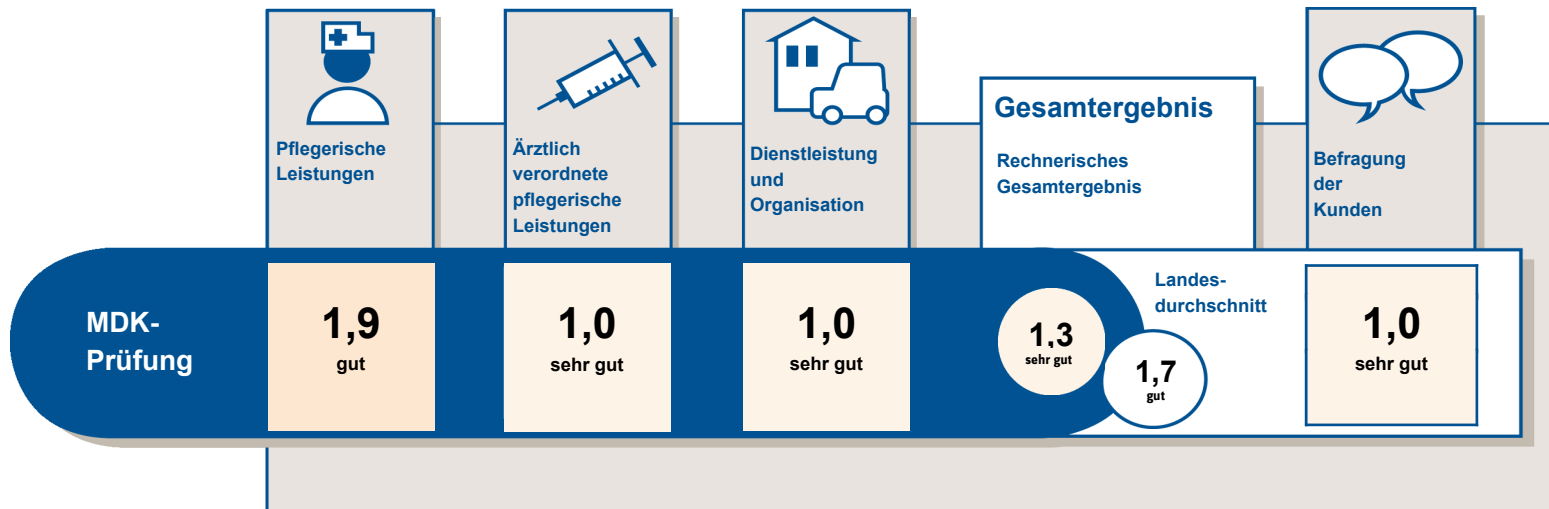 Pflegerische
Leistungen
Ärztlich
verordnete
pflegerische
Leistungen
Dienstleistung
und
Organisation
Gesamtergebnis
Rechnerisches
Gesamtergebnis
Befragung
der
Kunden
MDK-
Prüfung
1,9
gut
1,0
sehr gut
1,0
sehr gut
1,3
sehr gut
Landes-
durchschnitt
1,7
gut
1,0
sehr gut